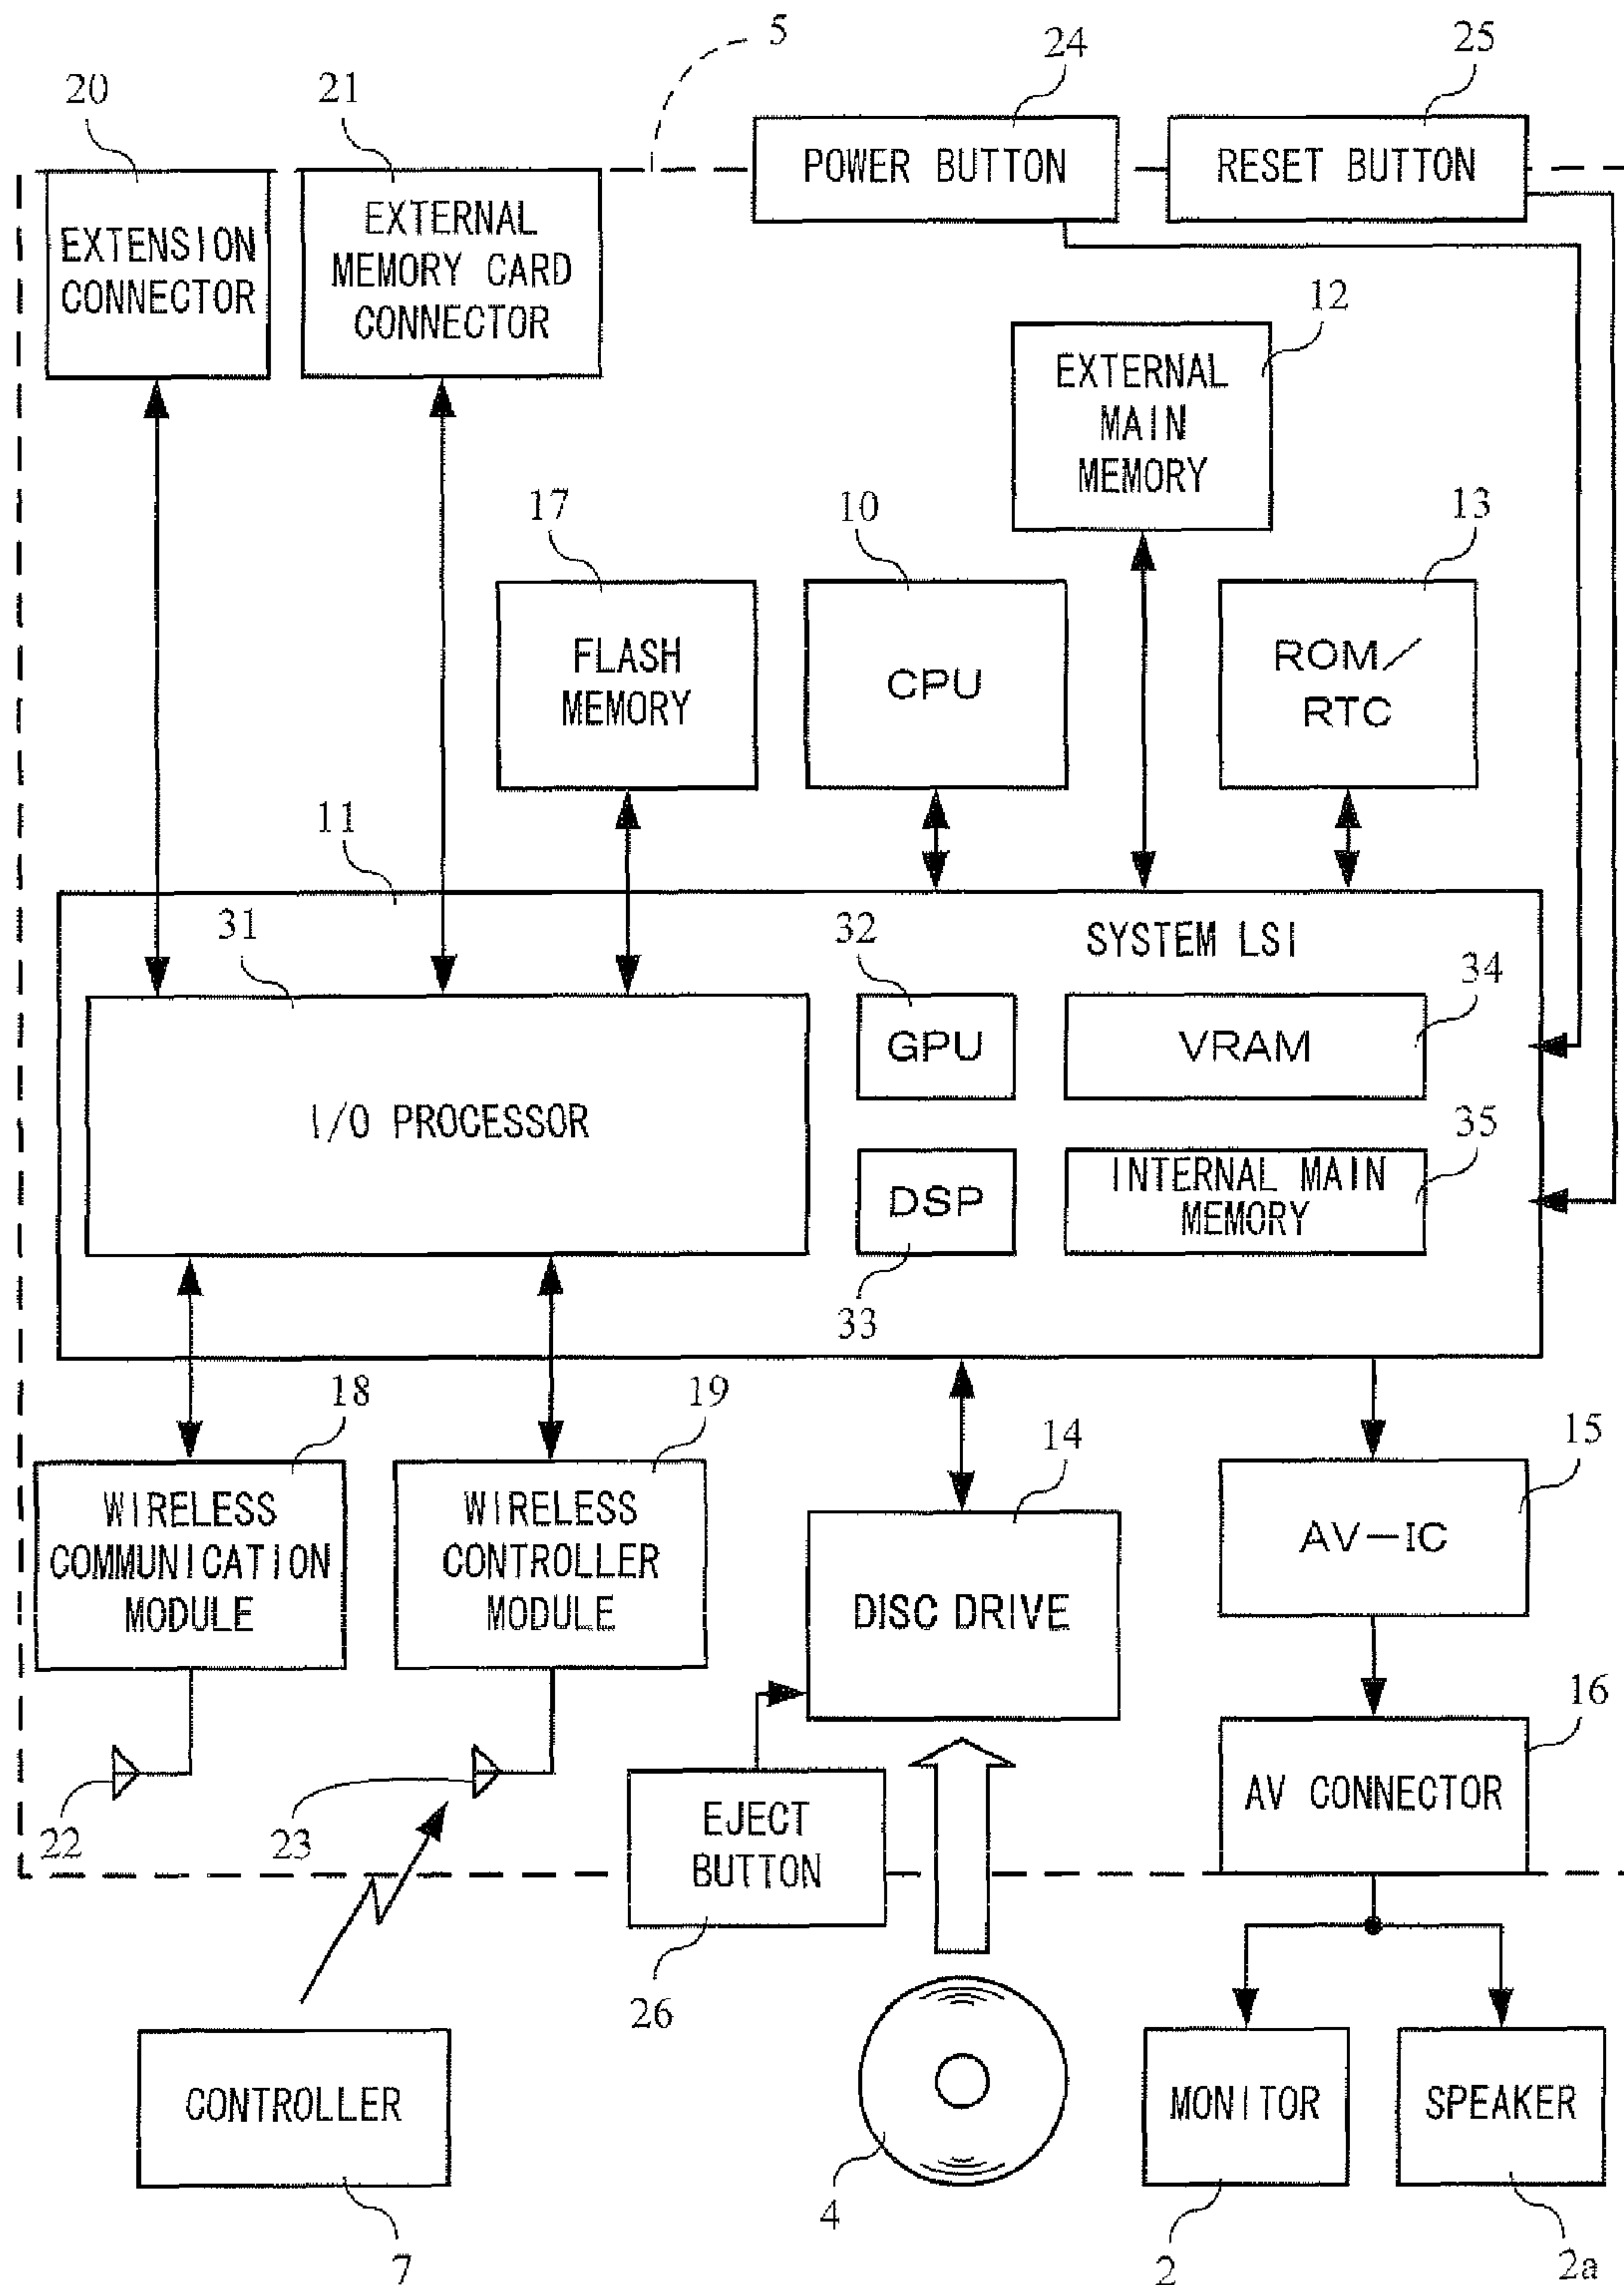 5
24
25
20
21
POWER BUTTON
RESET BUTTON
EXTENSION
CONNECTOR
EXTERNAL
MEMORY CARD
CONNECTOR
12
EXTERNAL
MAIN
MEMORY
17
10
13
FLASH
MEMORY
CPU
ROM/
RTC
11
31
32
SYSTEM LSI
34
GPU
VRAM
I/O PROCESSOR
35
DSP
INTERNAL MAIN
MEMORY
33
18
19
14
15
WIRELESS
COMMUNICATION
MODULE
WIRELESS
CONTROLLER
MODULE
DISC DRIVE
AV-IC
16
22
23
EJECT
BUTTON
AV CONNECTOR
26
CONTROLLER
MONITOR
SPEAKER
7
4
2
2a